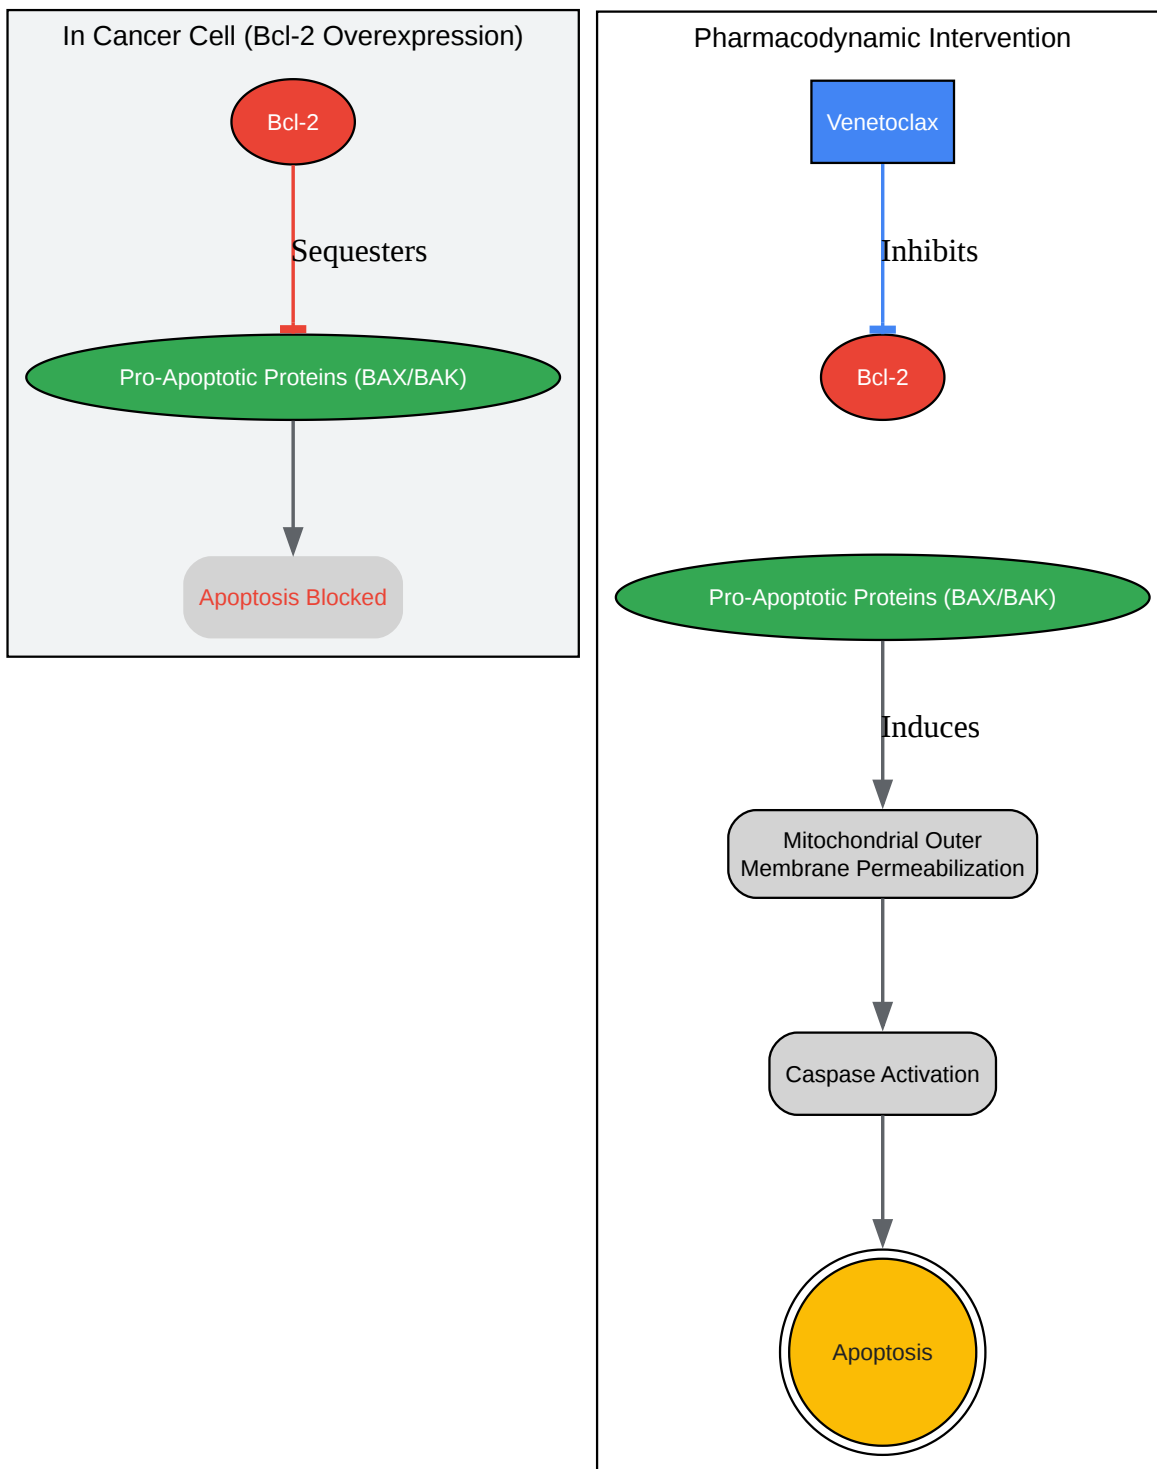 In Cancer Cell (Bcl-2 Overexpression)
Bcl-2
Sequesters
Pro-Apoptotic Proteins (BAX/BAK)
Apoptosis Blocked
Pharmacodynamic Intervention
Venetoclax
Inhibits
Bcl-2
Pro-Apoptotic Proteins (BAX/BAK)
Induces
Mitochondrial Outer
Membrane Permeabilization
Caspase Activation
Apoptosis